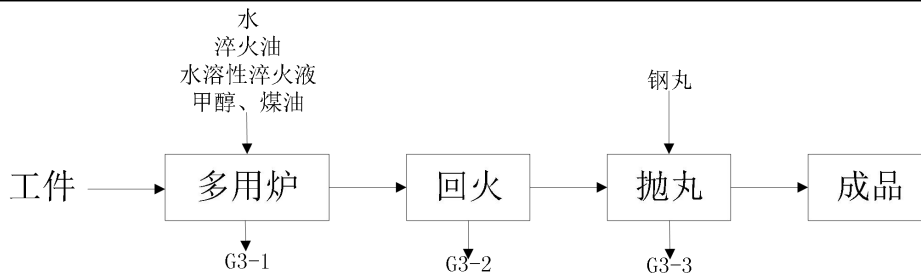 水
淬火油
水溶性淬火液
甲醇、煤油
钢丸
工件
多用炉
回火
抛丸
成品
G3-1
G3-2
G3-3